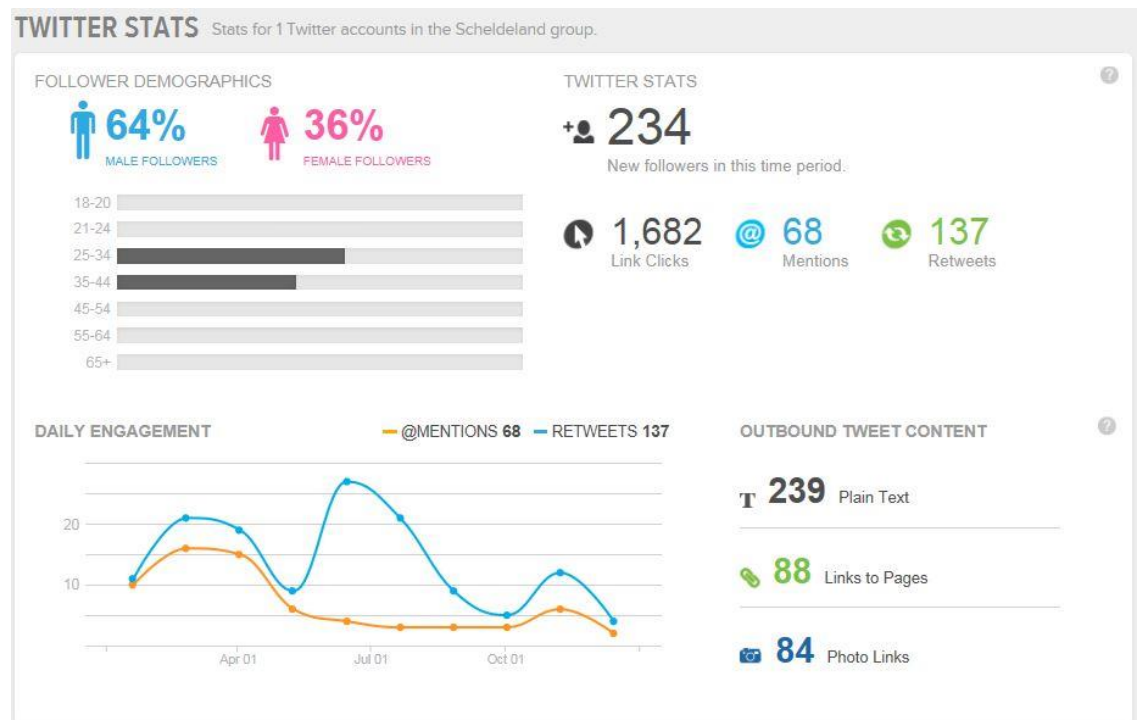 TWITTER STATS Stats for 1 Twitter accounts in the Scheldeland group.
FOLLOWER DEMOGRAPHICS
64%
MALE FOLLOWERS
36%
FEMALE FOLLOWERS
18-20
21-24
25-34
35-44
45-54
55-64
65+
TWITTER STATS
?
234
New followers in this time period.
1,682
Link Clicks
@ 68
Mentions
137
Retweets
DAILY ENGAGEMENT
@MENTIONS 68 RETWEETS 137
20
10
Apr 01 Jul 01 Oct 01
OUTBOUND TWEET CONTENT
?
T 239 Plain Text
88 Links to Pages
84 Photo Links